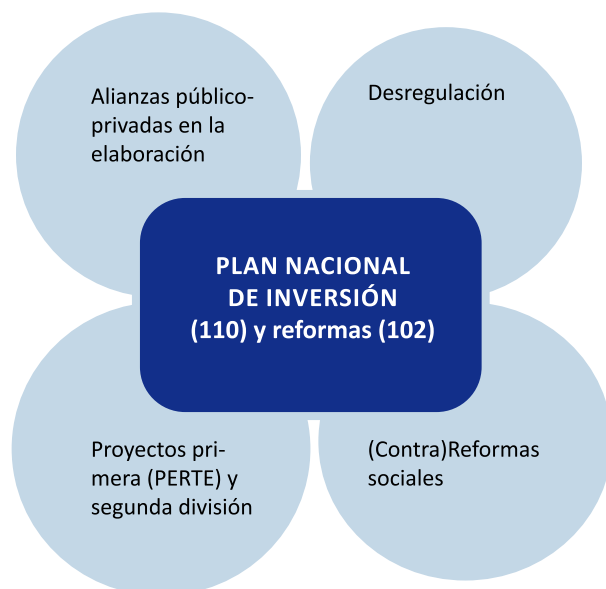 Alianzas público-
privadas en la
elaboración
Desregulación
PLAN NACIONAL
DE INVERSIÓN
(110) y reformas (102)
Proyectos pri-
mera (PERTE) y
segunda división
(Contra)Reformas
sociales